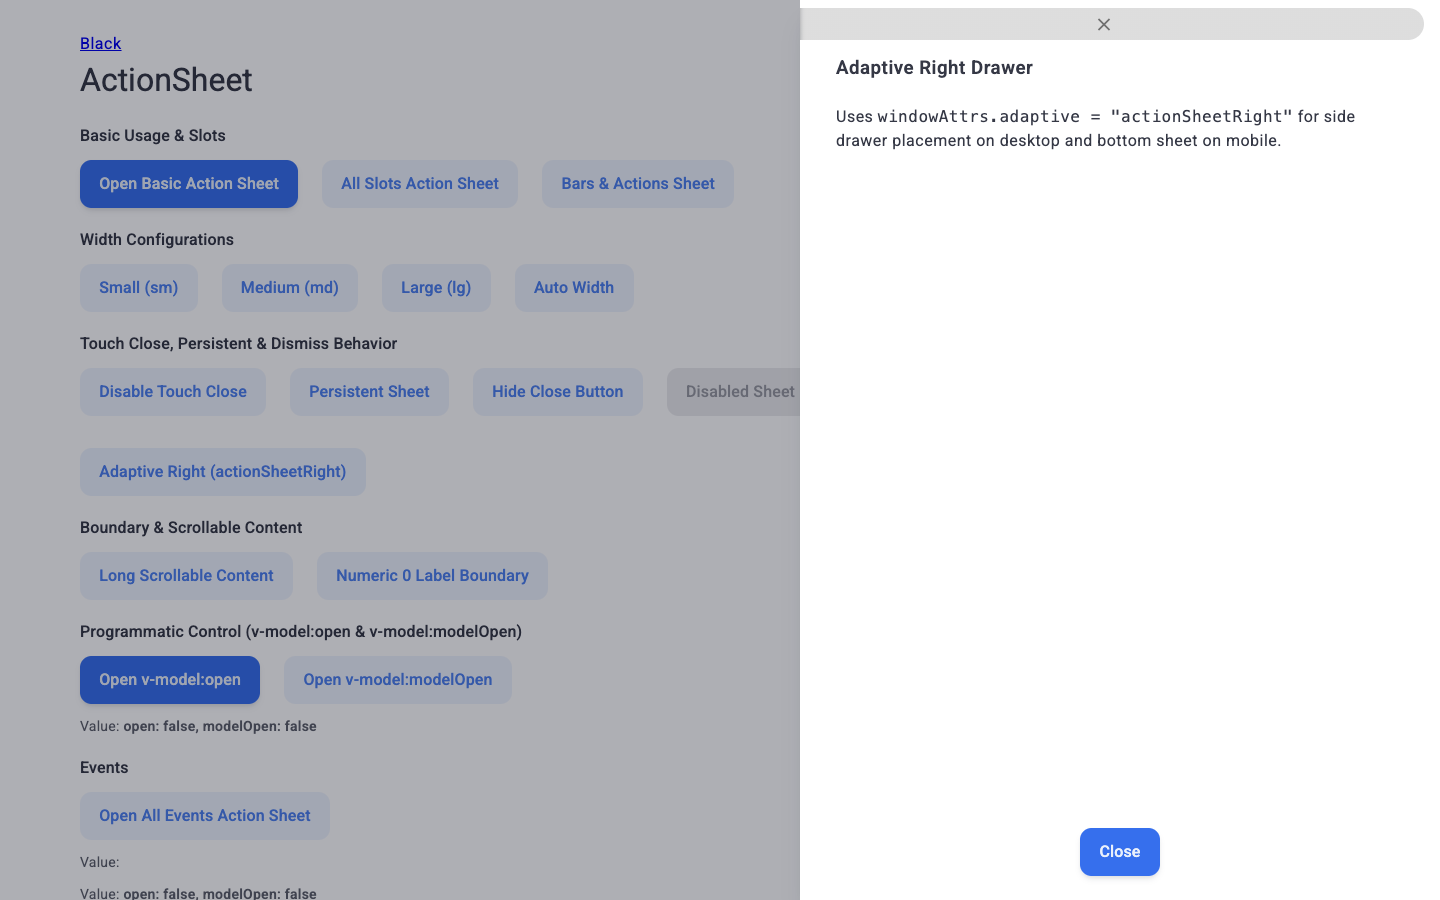 Black
ActionSheet
Basic Usage & Slots
Open Basic Action Sheet
All Slots Action Sheet
Bars & Actions Sheet
Width Configurations
Small (sm)
Medium (md)
Large (lg)
Auto Width
Touch Close, Persistent & Dismiss Behavior
Disable Touch Close
Persistent Sheet
Hide Close Button
Disabled Sheet
Adaptive Right (actionSheetRight)
Boundary & Scrollable Content
Long Scrollable Content
Numeric 0 Label Boundary
Programmatic Control (v-model:open & v-model:modelOpen)
Open v-model:open
Open v-model:modelOpen
Value: open: false, modelOpen: false
Events
Open All Events Action Sheet
Value:
Value: open: false, modelOpen: false
Adaptive Right Drawer
Uses windowAttrs.adaptive = "actionSheetRight" for side
drawer placement on desktop and bottom sheet on mobile.
Close